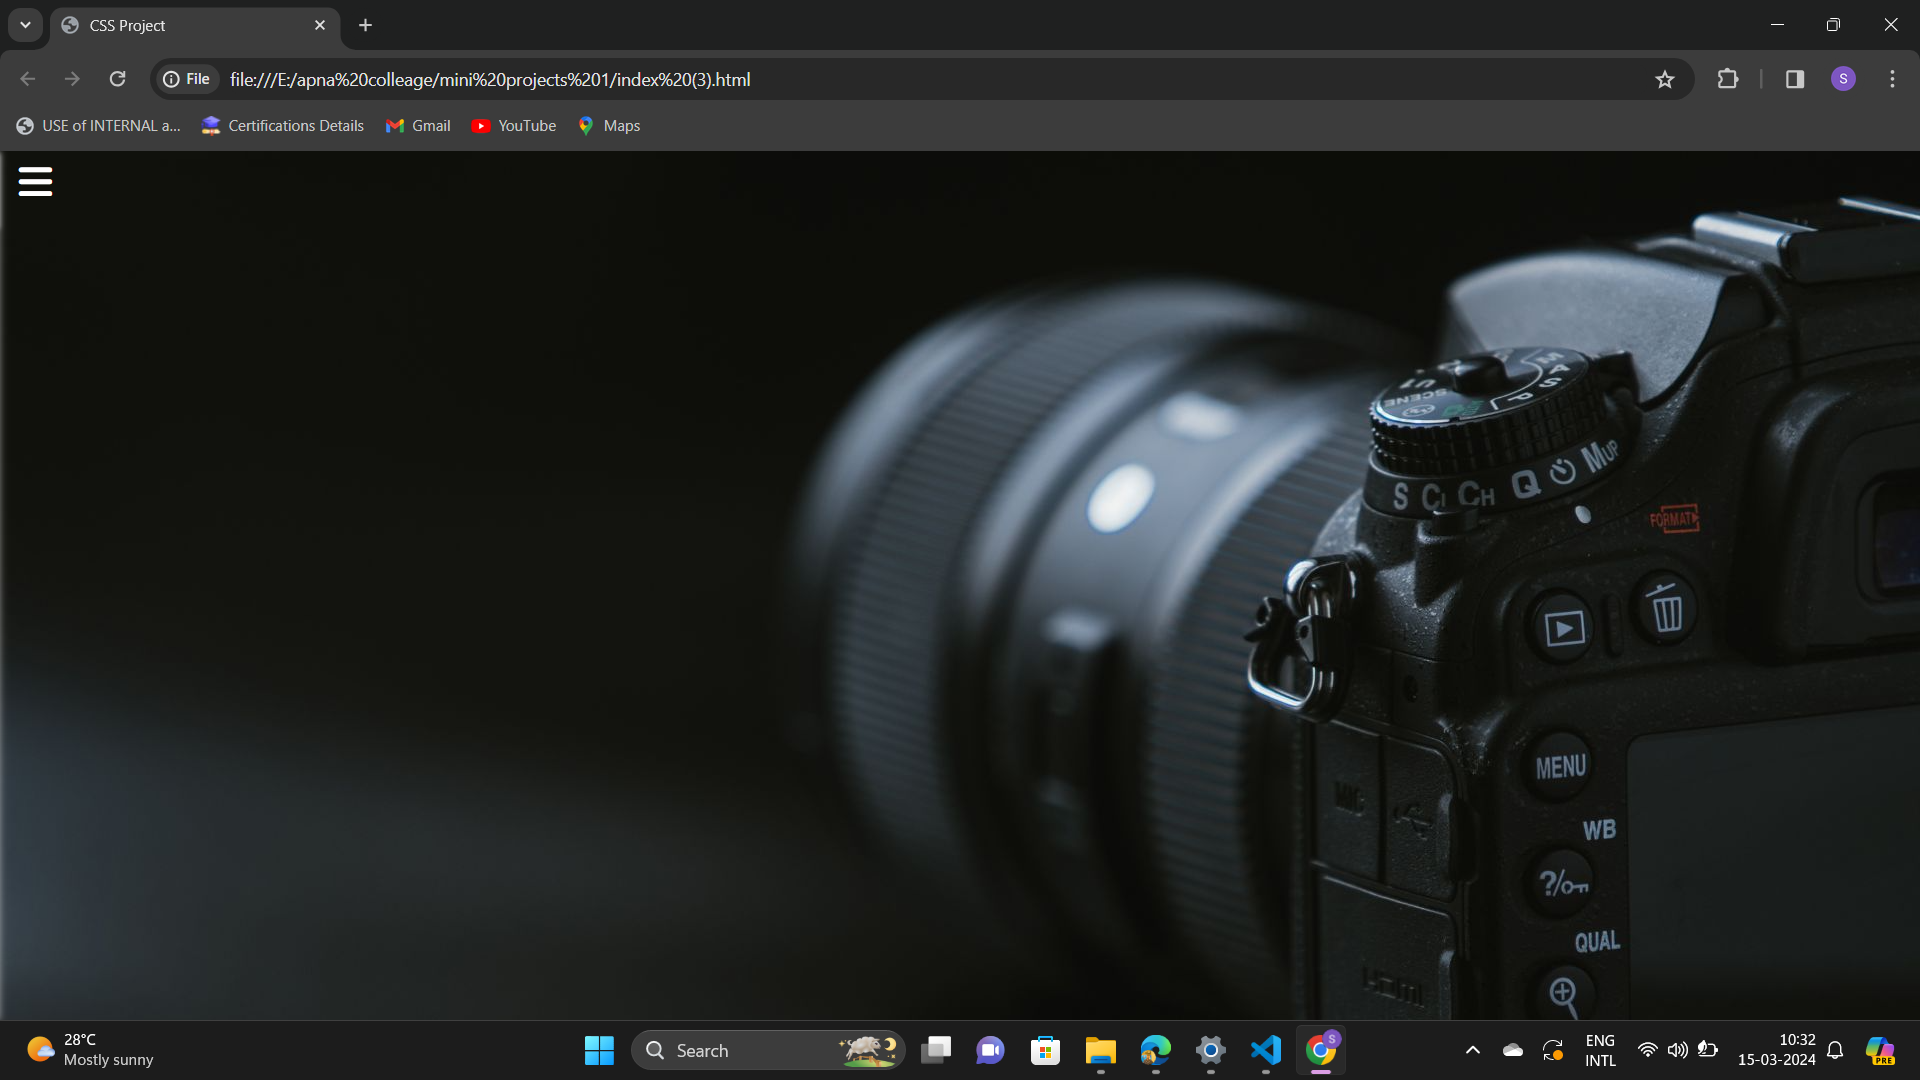 CSS Project
File file:///E:/apna%20colleage/mini%20projects%201/index%20(3).html
S
USE of INTERNAL a...
Certifications Details
Gmail
YouTube
Maps
M
A
S
P
U1
SCENE
S CL CH Q MUP
FORMAT
MENU
MIC
WB
?
QUAL
HDMI
28°C
Mostly sunny
Search
S
ENG
INTL
10:32
15-03-2024
PRE